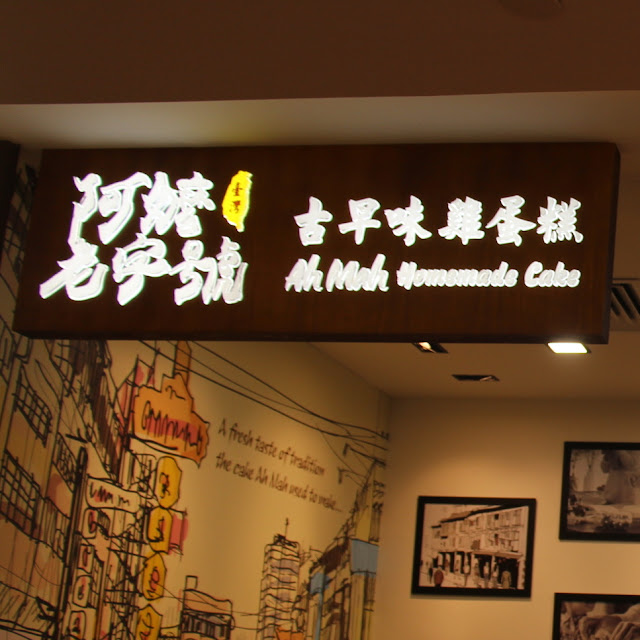 阿嬤
臺灣
老字號
古早味雞蛋糕
Ah Mah Homemade Cake
A fresh taste of tradition
the cake Ah Mah used to make...